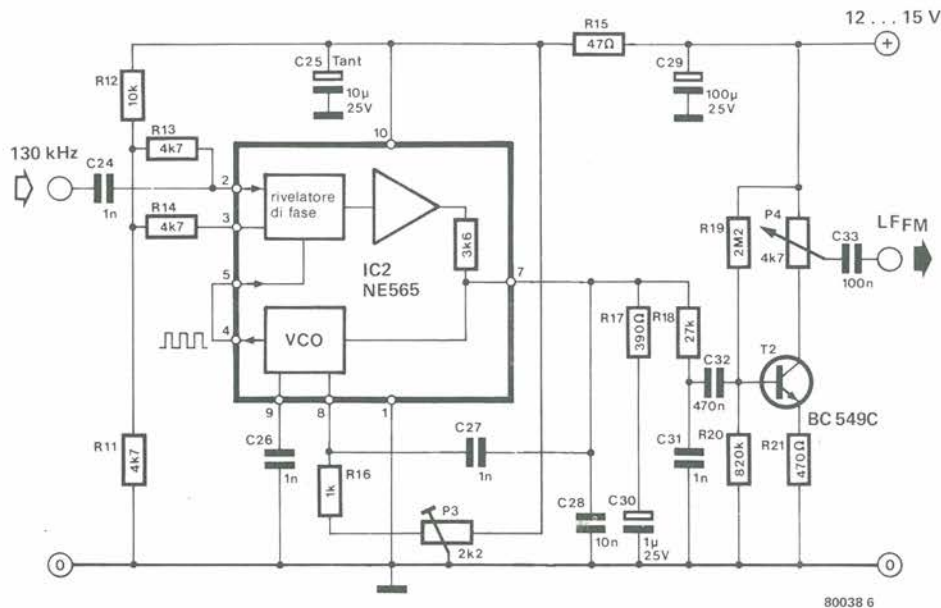 12 ... 15 V
R15
47Ω
C25 Tant
10µ
25V
C29
100µ
25V
R12
10k
R13
4k7
10
130 kHz
C24
1n
2
rivelatore
di fase
R14
4k7
3
3k6
R19
2M2
P4
4k7
C33
100n
LF FM
IC2
NE565
5
7
4
VCO
R17
390Ω
R18
27k
C32
470n
T2
BC 549C
9
8
1
R11
4k7
C26
1n
R16
1k
C27
1n
P3
2k2
C28
10n
C30
1µ
25V
C31
1n
R20
820k
R21
470Ω
0
0
80038 6